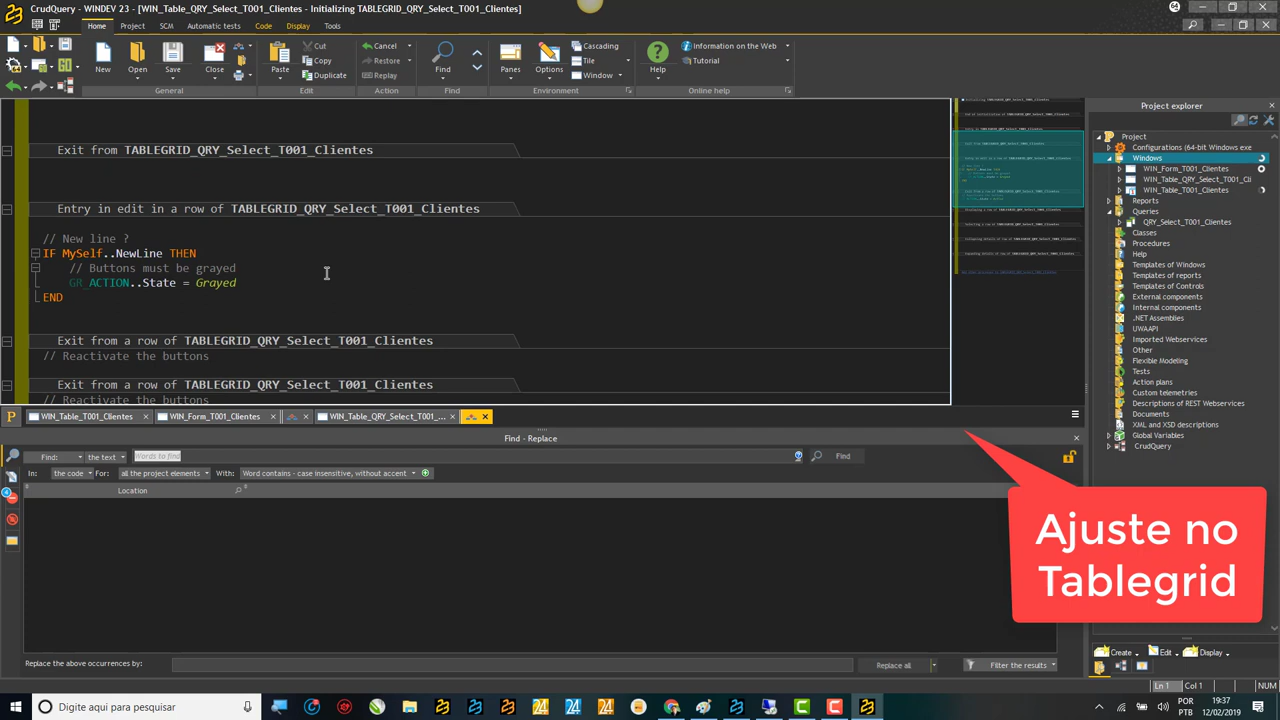 CrudQuery - WINDEV 23 - [WIN_Table_QRY_Select_T001_Clientes - Initializing TABLEGRID_QRY_Select_T001_Clientes]
64
Home Project SCM Automatic tests Code Display Tools
New Open Save Close
General
Paste Cut Copy Duplicate
Edit
Cancel Restore Replay
Action
Find
Find
Panes Options Cascading Tile Window
Environment
Help Information on the Web Tutorial
Online help
GO
Exit from TABLEGRID_QRY_Select_T001_Clientes
Entry in edit in a row of TABLEGRID_QRY_Select_T001_Clientes
// New line ?
IF MySelf..NewLine THEN
// Buttons must be grayed
GR_ACTION..State = Grayed
END
Exit from a row of TABLEGRID_QRY_Select_T001_Clientes
// Reactivate the buttons
Exit from a row of TABLEGRID_QRY_Select_T001_Clientes
// Reactivate the buttons
P WIN_Table_T001_Clientes WIN_Form_T001_Clientes WIN_Table_QRY_Select_T001_...
Find - Replace
Find: the text Words to find Find
In: the code For: all the project elements With: Word contains - case insensitive, without accent
Location
Replace the above occurrences by: Replace all Filter the results
Project explorer
Project
Configurations (64-bit Windows exe
Windows
WIN_Form_T001_Clientes
WIN_Table_QRY_Select_T001_Cli
WIN_Table_T001_Clientes
Reports
Queries
QRY_Select_T001_Clientes
Classes
Procedures
Help
Templates of Windows
Templates of reports
Templates of Controls
External components
Internal components
.NET Assemblies
UWAAPI
Imported Webservices
Other
Flexible Modeling
Tests
Action plans
Custom telemetries
Descriptions of REST Webservices
XML and XSD descriptions
Documents
Global Variables
CrudQuery
Ajuste no
Tablegrid
Create Edit Display
Ln 1 Col 1 NUM
Digite aqui para pesquisar
24 24 24
POR
PTB
19:37
12/02/2019